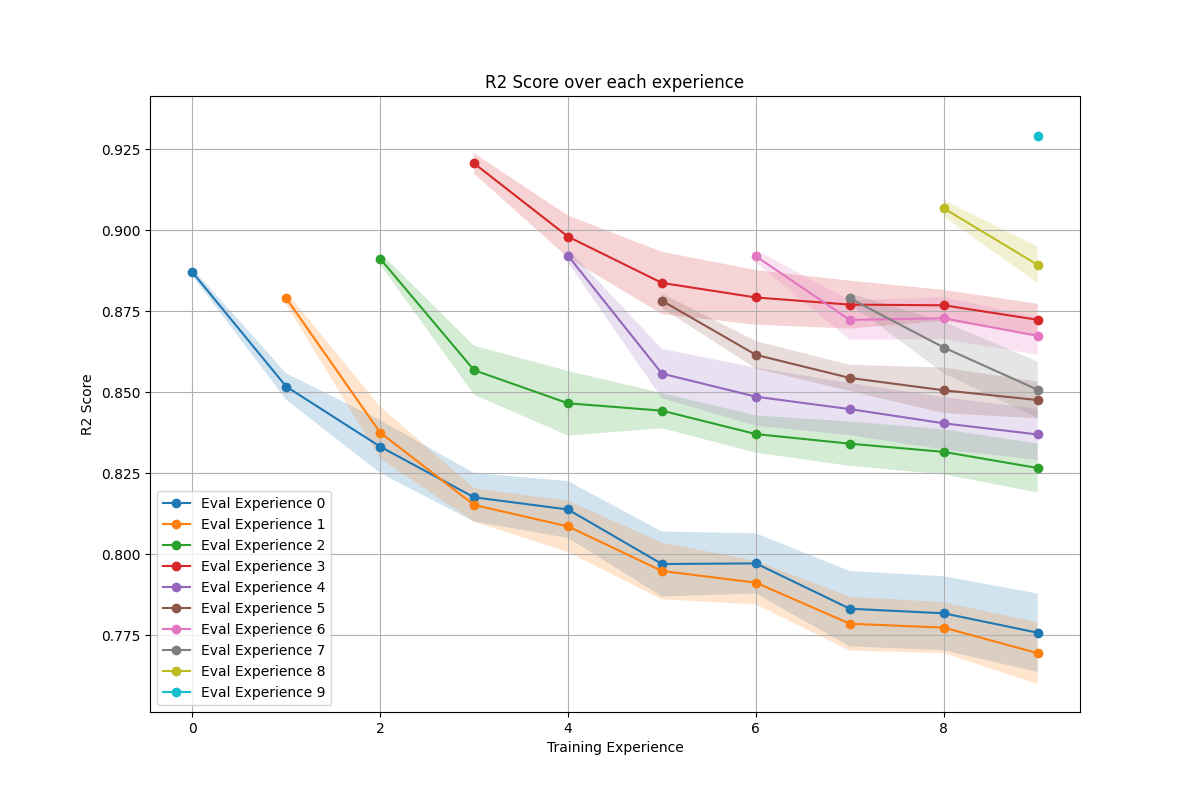 R2 Score over each experience
R2 Score
0.925
0.900
0.875
0.850
0.825
0.800
0.775
Eval Experience 0
Eval Experience 1
Eval Experience 2
Eval Experience 3
Eval Experience 4
Eval Experience 5
Eval Experience 6
Eval Experience 7
Eval Experience 8
Eval Experience 9
0 2 4 6 8
Training Experience